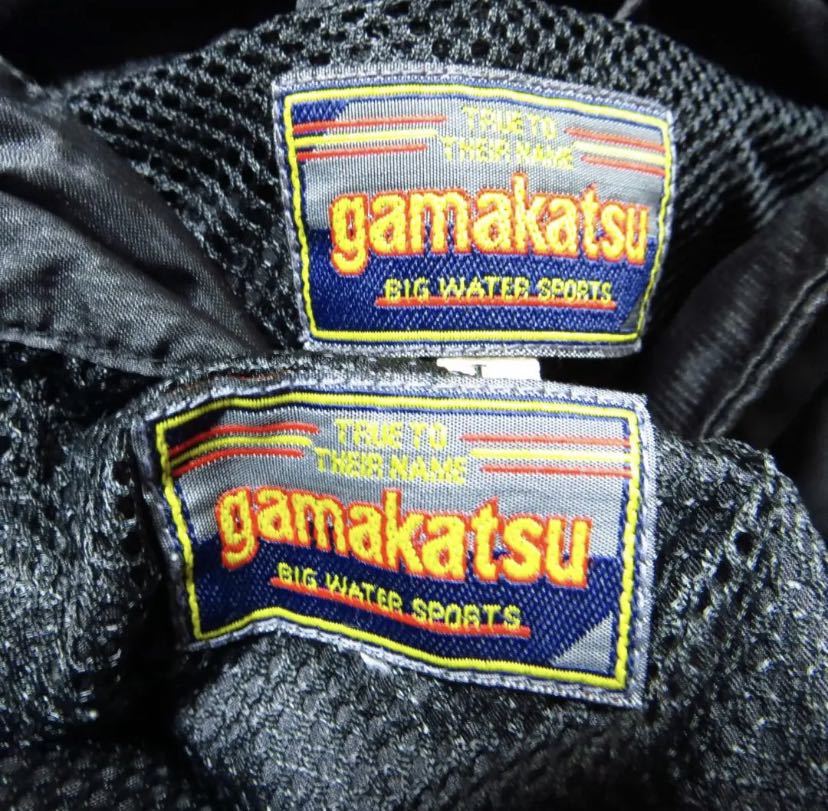 TRUE TO
THEIR NAME
gamakatsu
BIG WATER SPORTS
TRUE TO
THEIR NAME
gamakatsu
BIG WATER SPORTS